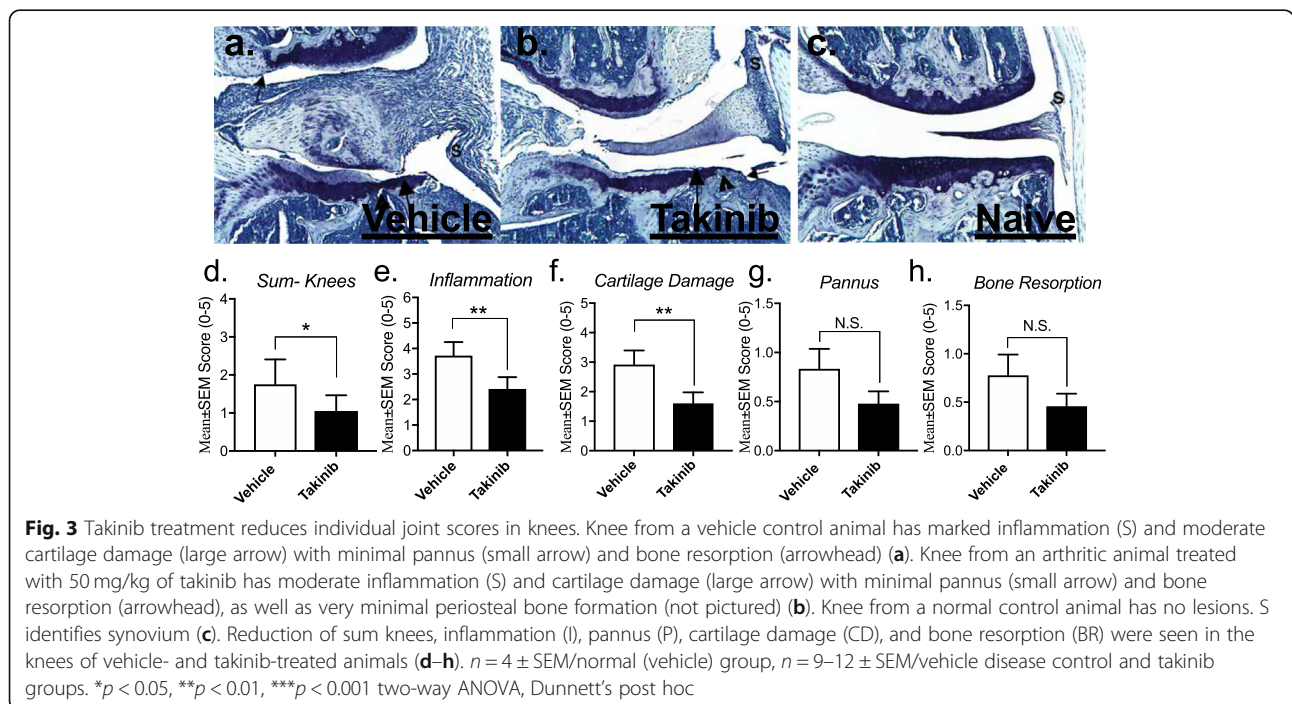 a.
b.
c.
S
S
S
Vehicle
Takinib
Naive
d.
Sum- Knees
Mean±SEM Score (0-5)
4
3
2
1
0
*
Vehicle
Takinib
e.
Inflammation
Mean±SEM Score (0-5)
6
5
4
3
2
1
0
**
Vehicle
Takinib
f.
Cartilage Damage
Mean±SEM Score (0-5)
5
4
3
2
1
0
**
Vehicle
Takinib
g.
Pannus
Mean±SEM Score (0-5)
1.5
1.0
0.5
0.0
N.S.
Vehicle
Takinib
h.
Bone Resorption
Mean±SEM Score (0-5)
1.5
1.0
0.5
0.0
N.S.
Vehicle
Takinib
Fig. 3 Takinib treatment reduces individual joint scores in knees. Knee from a vehicle control animal has marked inflammation (S) and moderate
cartilage damage (large arrow) with minimal pannus (small arrow) and bone resorption (arrowhead) (a). Knee from an arthritic animal treated
with 50 mg/kg of takinib has moderate inflammation (S) and cartilage damage (large arrow) with minimal pannus (small arrow) and bone
resorption (arrowhead), as well as very minimal periosteal bone formation (not pictured) (b). Knee from a normal control animal has no lesions. S
identifies synovium (c). Reduction of sum knees, inflammation (I), pannus (P), cartilage damage (CD), and bone resorption (BR) were seen in the
knees of vehicle- and takinib-treated animals (d–h). n = 4 ± SEM/normal (vehicle) group, n = 9–12 ± SEM/vehicle disease control and takinib
groups. *p < 0.05, **p < 0.01, ***p < 0.001 two-way ANOVA, Dunnett's post hoc